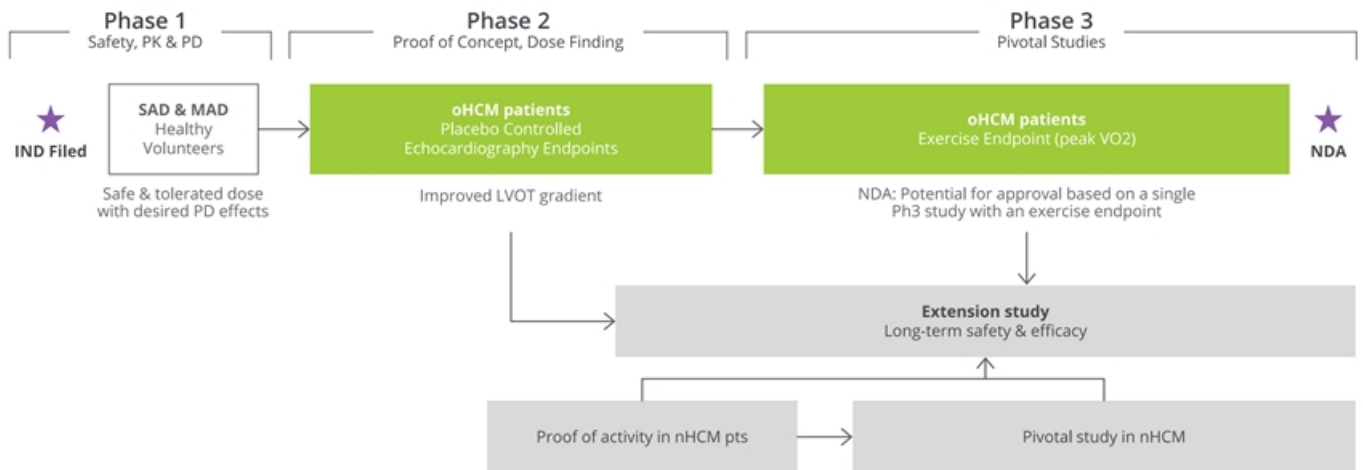 Phase 1
Safety, PK & PD
Phase 2
Proof of Concept, Dose Finding
Phase 3
Pivotal Studies
IND Filed
SAD & MAD
Healthy
Volunteers
Safe & tolerated dose
with desired PD effects
oHCM patients
Placebo Controlled
Echocardiography Endpoints
Improved LVOT gradient
oHCM patients
Exercise Endpoint (peak VO2)
NDA
NDA: Potential for approval based on a single
Ph3 study with an exercise endpoint
Extension study
Long-term safety & efficacy
Proof of activity in nHCM pts
Pivotal study in nHCM